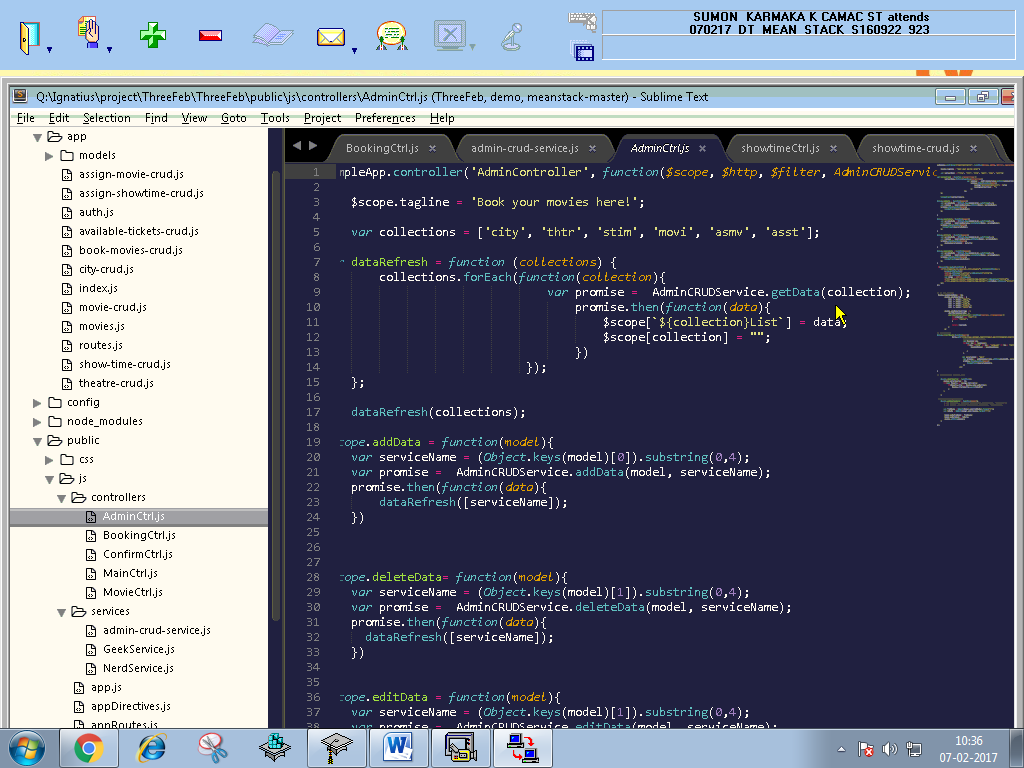 SUMON KARMAKA K CAMAC ST attends
070217_DT_MEAN_STACK_S160922_923
Q:\Ignatius\project\ThreeFeb\ThreeFeb\public\js\controllers\AdminCtrl.js (ThreeFeb, demo, meanstack-master) - Sublime Text
File Edit Selection Find View Goto Tools Project Preferences Help
app
models
assign-movie-crud.js
assign-showtime-crud.js
auth.js
available-tickets-crud.js
book-movies-crud.js
city-crud.js
index.js
movie-crud.js
movies.js
routes.js
show-time-crud.js
theatre-crud.js
config
node_modules
public
css
js
controllers
AdminCtrl.js
BookingCtrl.js
ConfirmCtrl.js
MainCtrl.js
MovieCtrl.js
services
admin-crud-service.js
GeekService.js
NerdService.js
app.js
appDirectives.js
appRoutes.js
BookingCtrl.js × admin-crud-service.js × AdminCtrl.js × showtimeCtrl.js × showtime-crud.js ×
1 mpleApp.controller('AdminController', function($scope, $http, $filter, AdminCRUDServic
2
3 $scope.tagline = 'Book your movies here!';
4
5 var collections = ['city', 'thtr', 'stim', 'movi', 'asmv', 'asst'];
6
7 r dataRefresh = function (collections) {
8 collections.forEach(function(collection){
9 var promise = AdminCRUDService.getData(collection);
10 promise.then(function(data){
11 $scope[`${collection}List`] = data;
12 $scope[collection] = "";
13 })
14 });
15 };
16
17 dataRefresh(collections);
18
19 cope.addData = function(model){
20 var serviceName = (Object.keys(model)[0]).substring(0,4);
21 var promise = AdminCRUDService.addData(model, serviceName);
22 promise.then(function(data){
23 dataRefresh([serviceName]);
24 })
25
26
27
28 cope.deleteData= function(model){
29 var serviceName = (Object.keys(model)[1]).substring(0,4);
30 var promise = AdminCRUDService.deleteData(model, serviceName);
31 promise.then(function(data){
32 dataRefresh([serviceName]);
33 })
34
35
36 cope.editData = function(model){
37 var serviceName = (Object.keys(model)[1]).substring(0,4);
38 var promise = AdminCRUDService.editData(model, serviceName);
10:36
07-02-2017